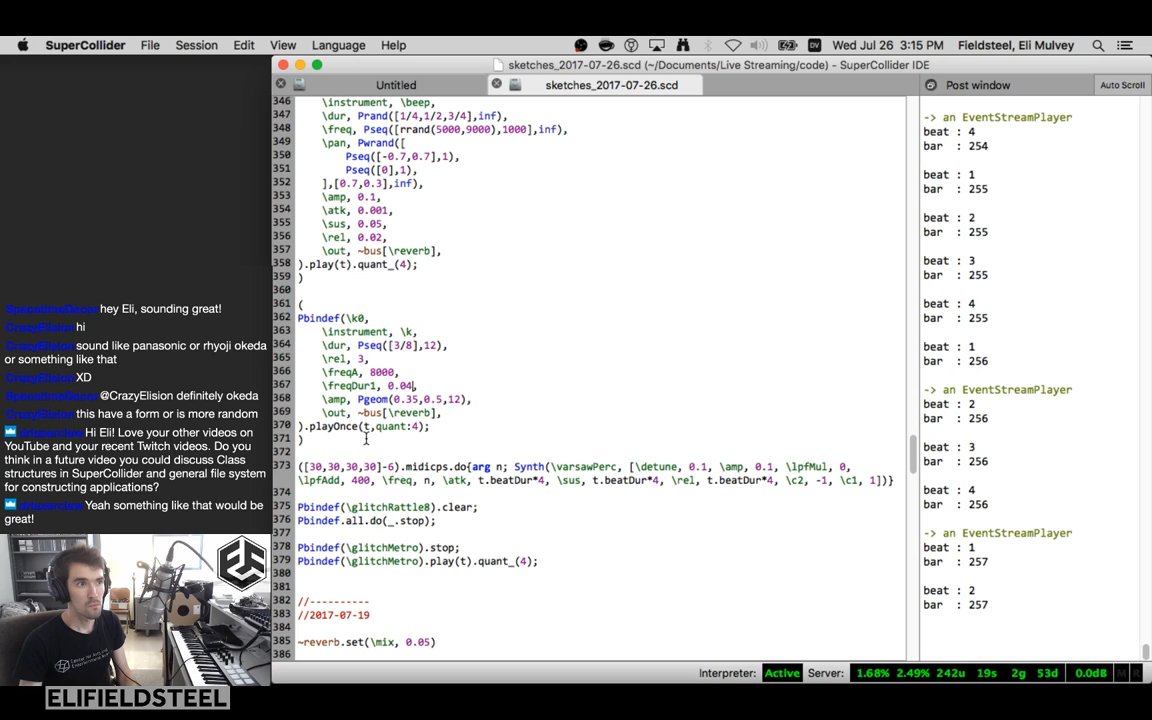 SuperCollider File Session Edit View Language Help DV Wed Jul 26 3:15 PM Fieldsteel, Eli Mulvey
sketches_2017-07-26.scd (~/Documents/Live Streaming/code) - SuperCollider IDE
Untitled sketches_2017-07-26.scd Post window Auto Scroll
346 \instrument, \beep,
347 \dur, Prand([1/4,1/2,3/4],inf),
348 \freq, Pseq([rrand(5000,9000),1000],inf),
349 \pan, Pwrand([
350 Pseq([-0.7,0.7],1),
351 Pseq([0],1),
352 ],[0.7,0.3],inf),
353 \amp, 0.1,
354 \atk, 0.001,
355 \sus, 0.05,
356 \rel, 0.02,
357 \out, ~bus[\reverb],
358 ).play(t).quant_(4);
359 )
360
361 (
362 Pbindef(\k0,
363 \instrument, \k,
364 \dur, Pseq([3/8],12),
365 \rel, 3,
366 \freqA, 8000,
367 \freqDur1, 0.04,
368 \amp, Pgeom(0.35,0.5,12),
369 \out, ~bus[\reverb],
370 ).playOnce(t,quant:4);
371 )
372
373 ([30,30,30,30]-6).midicps.do{arg n; Synth(\varsawPerc, [\detune, 0.1, \amp, 0.1, \lpfMul, 0,
\lpfAdd, 400, \freq, n, \atk, t.beatDur*4, \sus, t.beatDur*4, \rel, t.beatDur*4, \c2, -1, \c1, 1])}
374
375 Pbindef(\glitchRattle8).clear;
376 Pbindef.all.do(_.stop);
377
378 Pbindef(\glitchMetro).stop;
379 Pbindef(\glitchMetro).play(t).quant_(4);
380
381
382 //----------
383 //2017-07-19
384
385 ~reverb.set(\mix, 0.05)
386
-> an EventStreamPlayer
beat : 4
bar : 254
beat : 1
bar : 255
beat : 2
bar : 255
beat : 3
bar : 255
beat : 4
bar : 255
beat : 1
bar : 256
-> an EventStreamPlayer
beat : 2
bar : 256
beat : 3
bar : 256
beat : 4
bar : 256
-> an EventStreamPlayer
beat : 1
bar : 257
beat : 2
bar : 257
hey Eli, sounding great!
CrazyElision hi
CrazyElision sound like panasonic or rhyoji okeda
or something like that
CrazyElision XD
@CrazyElision definitely okeda
CrazyElision this have a form or is more random
Hi Eli! Love your other videos on
YouTube and your recent Twitch videos. Do you
think in a future video you could discuss Class
structures in SuperCollider and general file system
for constructing applications?
Yeah something like that would be
great!
ELIFIELDSTEEL
Interpreter: Active Server: 1.68% 2.49% 242u 19s 2g 53d 0.0dB M R